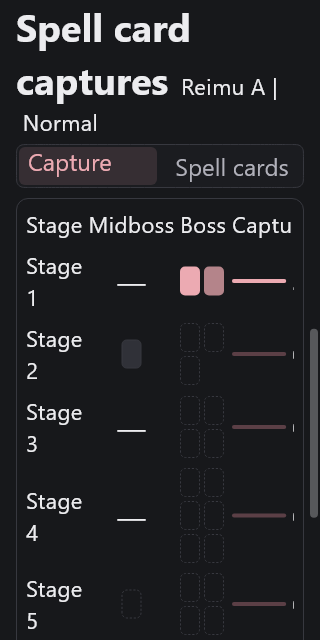 Spell card
captures Reimu A |
Normal
Capture Spell cards
Stage Midboss Boss Captu
Stage
1 —
Stage
2
Stage
3 —
Stage
4 —
Stage
5